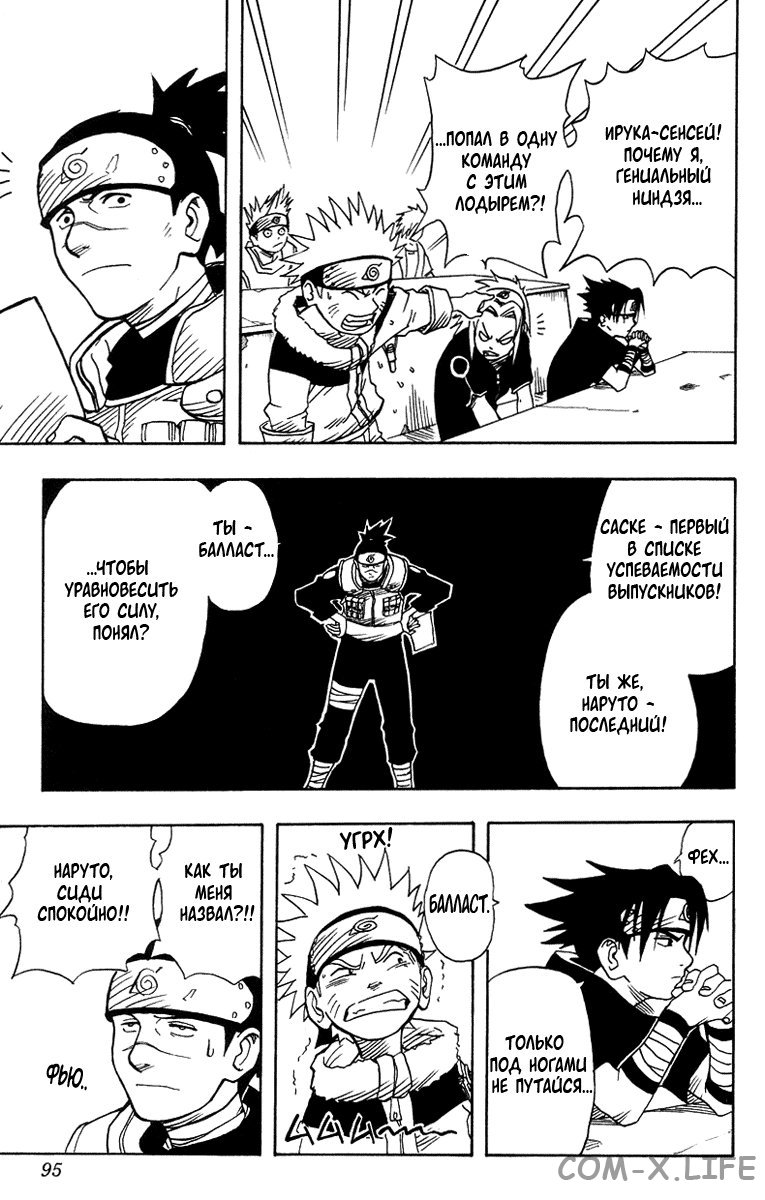 ИРУКА-СЕНСЕЙ!
ПОЧЕМУ Я,
ГЕНИАЛЬНЫЙ
НИНДЗЯ...
...ПОПАЛ В ОДНУ
КОМАНДУ
С ЭТИМ
ЛОДЫРЕМ?!
САСКЕ - ПЕРВЫЙ
В СПИСКЕ
УСПЕВАЕМОСТИ
ВЫПУСКНИКОВ!
ТЫ ЖЕ,
НАРУТО -
ПОСЛЕДНИЙ!
ТЫ -
БАЛЛАСТ...
...ЧТОБЫ
УРАВНОВЕСИТЬ
ЕГО СИЛУ,
ПОНЯЛ?
ФЕХ...
ТОЛЬКО
ПОД НОГАМИ
НЕ ПУТАЙСЯ...
БАЛЛАСТ.
УГРХ!
КАК ТЫ
МЕНЯ
НАЗВАЛ?!!
НАРУТО,
СИДИ
СПОКОЙНО!!
ФЬЮ..
95
COM-X.LIFE